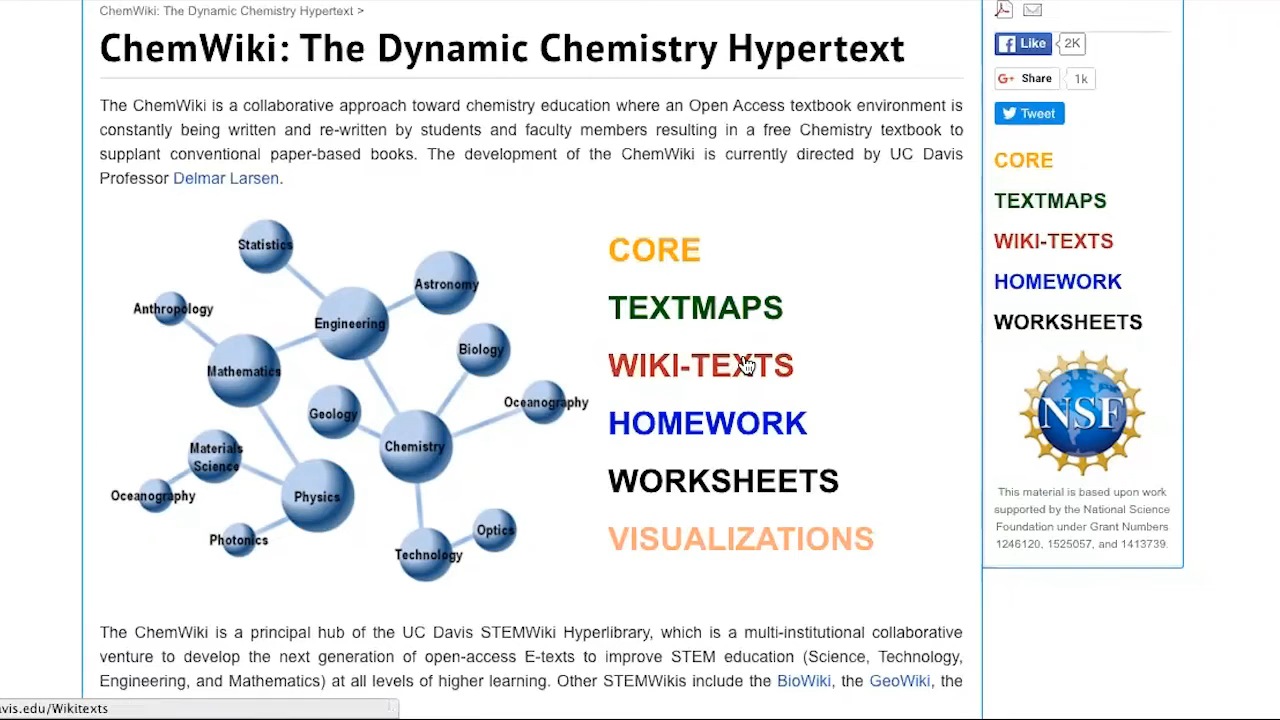 ChemWiki: The Dynamic Chemistry Hypertext >
ChemWiki: The Dynamic Chemistry Hypertext
The ChemWiki is a collaborative approach toward chemistry education where an Open Access textbook environment is
constantly being written and re-written by students and faculty members resulting in a free Chemistry textbook to
supplant conventional paper-based books. The development of the ChemWiki is currently directed by UC Davis
Professor Delmar Larsen.
Statistics
Astronomy
Anthropology
Engineering
Biology
Mathematics
Geology
Oceanography
Chemistry
Materials
Science
Oceanography
Physics
Photonics
Optics
Technology
CORE
TEXTMAPS
WIKI-TEXTS
HOMEWORK
WORKSHEETS
VISUALIZATIONS
The ChemWiki is a principal hub of the UC Davis STEMWiki Hyperlibrary, which is a multi-institutional collaborative
venture to develop the next generation of open-access E-texts to improve STEM education (Science, Technology,
Engineering, and Mathematics) at all levels of higher learning. Other STEMWikis include the BioWiki, the GeoWiki, the
Like 2K
G+ Share 1k
Tweet
CORE
TEXTMAPS
WIKI-TEXTS
HOMEWORK
WORKSHEETS
NSF
This material is based upon work
supported by the National Science
Foundation under Grant Numbers
1246120, 1525057, and 1413739.
avis.edu/Wikitexts